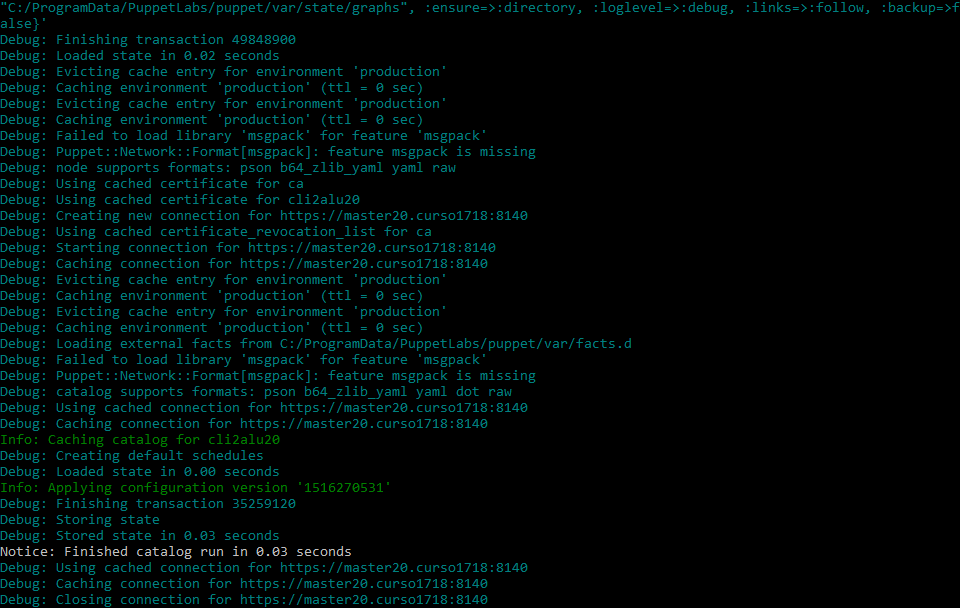 "C:/ProgramData/PuppetLabs/puppet/var/state/graphs", :ensure=>:directory, :loglevel=>:debug, :links=>:follow, :backup=>f
alse}'
Debug: Finishing transaction 49848900
Debug: Loaded state in 0.02 seconds
Debug: Evicting cache entry for environment 'production'
Debug: Caching environment 'production' (ttl = 0 sec)
Debug: Evicting cache entry for environment 'production'
Debug: Caching environment 'production' (ttl = 0 sec)
Debug: Failed to load library 'msgpack' for feature 'msgpack'
Debug: Puppet::Network::Format[msgpack]: feature msgpack is missing
Debug: node supports formats: pson b64_zlib_yaml yaml raw
Debug: Using cached certificate for ca
Debug: Using cached certificate for cli2alu20
Debug: Creating new connection for https://master20.curso1718:8140
Debug: Using cached certificate_revocation_list for ca
Debug: Starting connection for https://master20.curso1718:8140
Debug: Caching connection for https://master20.curso1718:8140
Debug: Evicting cache entry for environment 'production'
Debug: Caching environment 'production' (ttl = 0 sec)
Debug: Evicting cache entry for environment 'production'
Debug: Caching environment 'production' (ttl = 0 sec)
Debug: Loading external facts from C:/ProgramData/PuppetLabs/puppet/var/facts.d
Debug: Failed to load library 'msgpack' for feature 'msgpack'
Debug: Puppet::Network::Format[msgpack]: feature msgpack is missing
Debug: catalog supports formats: pson b64_zlib_yaml yaml dot raw
Debug: Using cached connection for https://master20.curso1718:8140
Debug: Caching connection for https://master20.curso1718:8140
Info: Caching catalog for cli2alu20
Debug: Creating default schedules
Debug: Loaded state in 0.00 seconds
Info: Applying configuration version '1516270531'
Debug: Finishing transaction 35259120
Debug: Storing state
Debug: Stored state in 0.03 seconds
Notice: Finished catalog run in 0.03 seconds
Debug: Using cached connection for https://master20.curso1718:8140
Debug: Caching connection for https://master20.curso1718:8140
Debug: Closing connection for https://master20.curso1718:8140